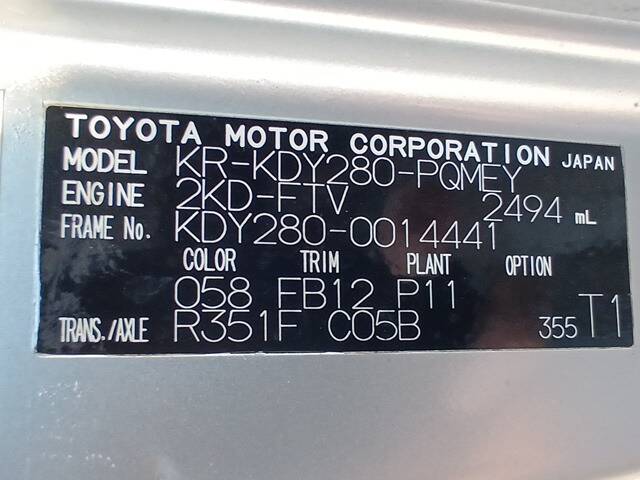 TOYOTA MOTOR CORPORATION JAPAN
MODEL KR-KDY280-PQMEY
ENGINE 2KD-FTV 2494 mL
FRAME No. KDY280-0014441
COLOR TRIM PLANT OPTION
058 FB12 P11
TRANS./AXLE R351F C05B 355 T1